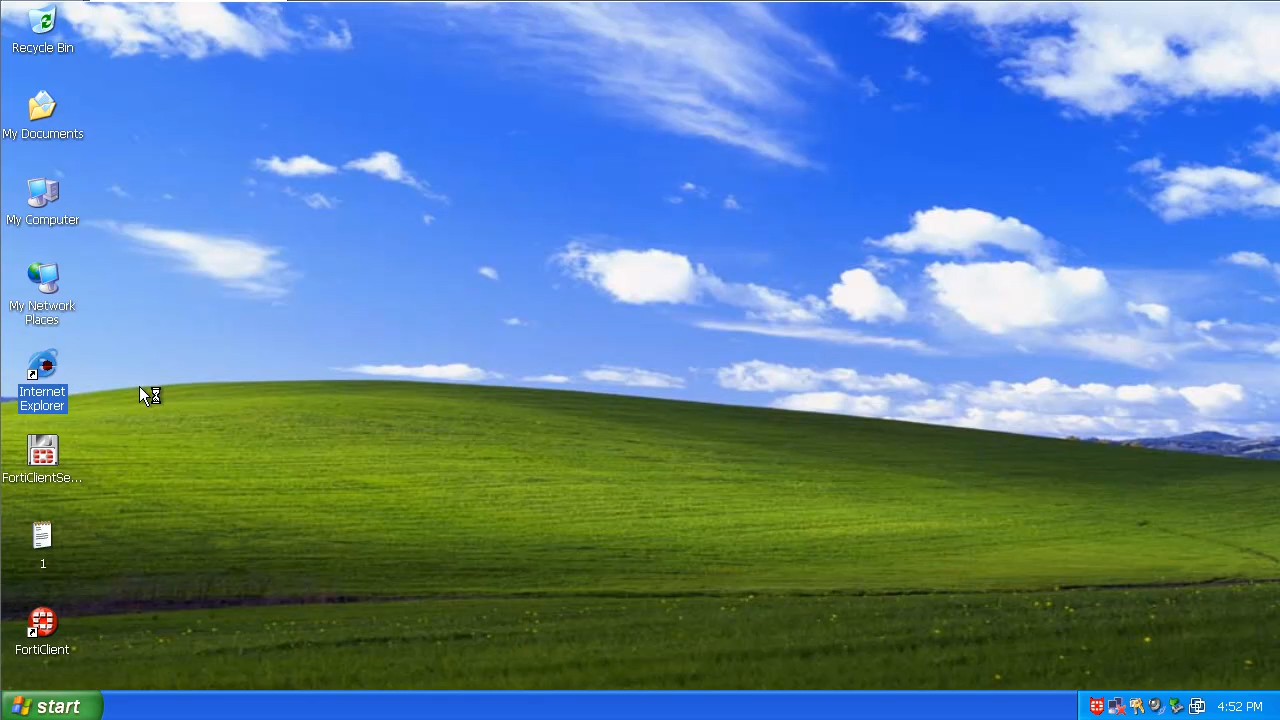 Recycle Bin
My Documents
My Computer
My Network
Places
Internet
Explorer
FortiClientSe...
1
FortiClient
start
4:52 PM